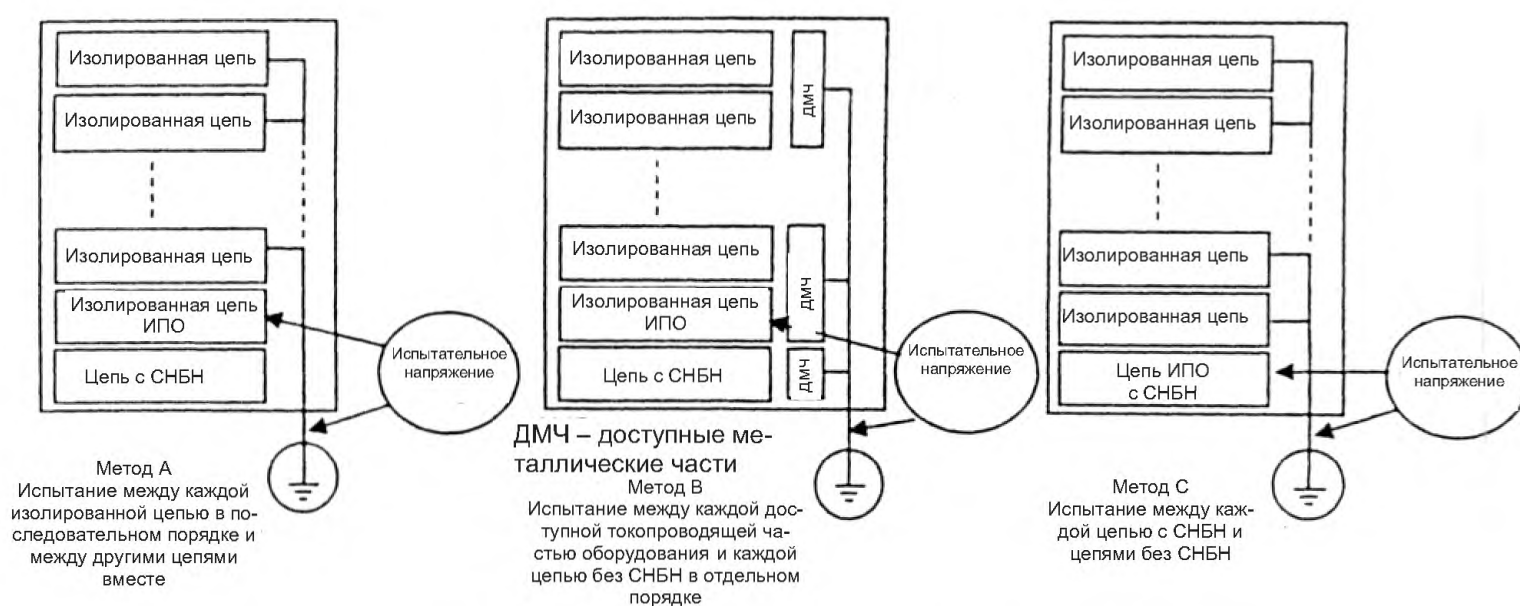 Изолированная цепь
Изолированная цепь
Изолированная цепь
Изолированная цепь
ИПО
Цепь с СНБН
Испытательное
напряжение
Метод А
Испытание между каждой
изолированной цепью в по-
следовательном порядке и
между другими цепями
вместе
Изолированная цепь
Изолированная цепь
ДМЧ
Изолированная цепь
Изолированная цепь
ИПО
ДМЧ
Цепь с СНБН
ДМЧ
Испытательное
напряжение
ДМЧ – доступные ме-
таллические части
Метод В
Испытание между каждой дос-
тупной токопроводящей ча-
стью оборудования и каждой
цепью без СНБН в отдельном
порядке
Изолированная цепь
Изолированная цепь
Изолированная цепь
Изолированная цепь
Цепь ИПО
с СНБН
Испытательное
напряжение
Метод С
Испытание между каж-
дой цепью с СНБН и
цепями без СНБН